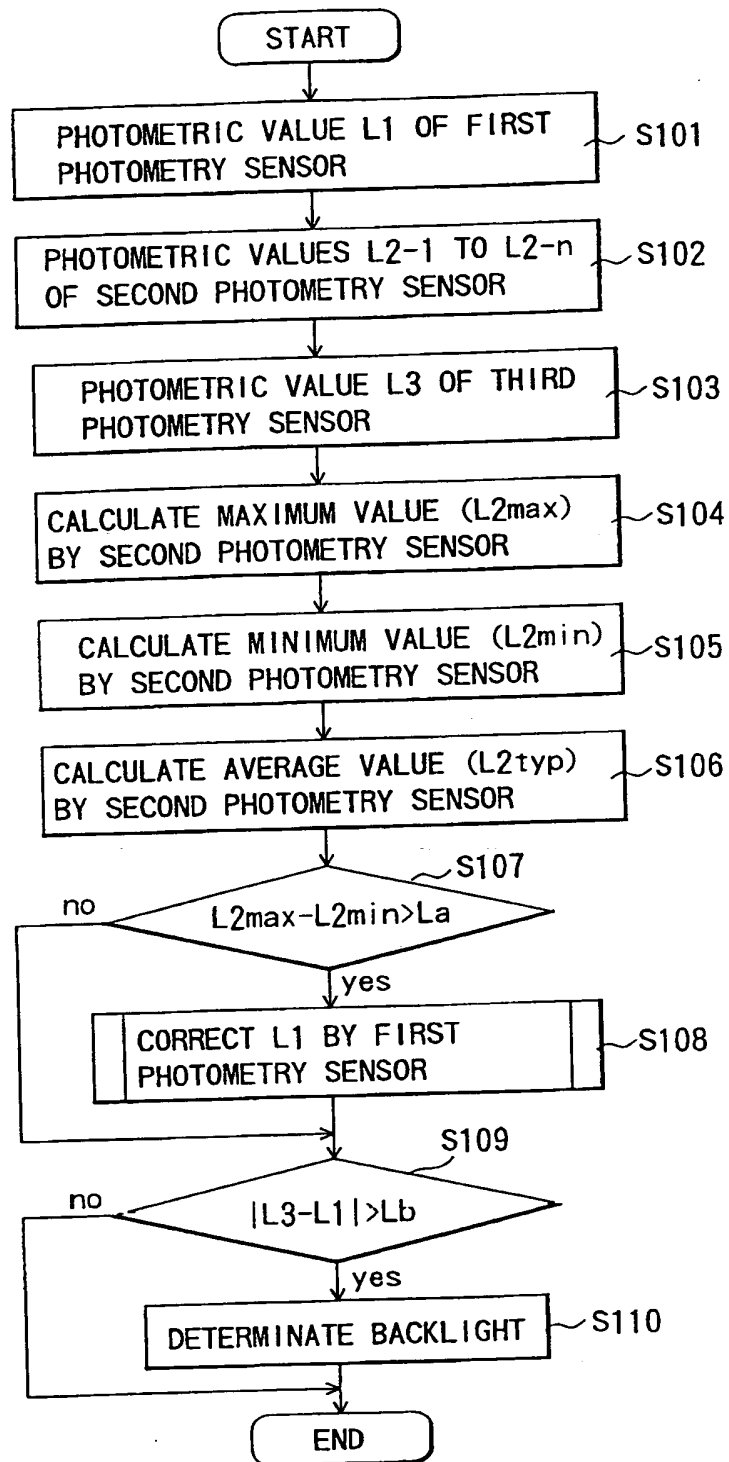 START
PHOTOMETRIC VALUE L1 OF FIRST
PHOTOMETRY SENSOR
S101
PHOTOMETRIC VALUES L2-1 TO L2-n
OF SECOND PHOTOMETRY SENSOR
S102
PHOTOMETRIC VALUE L3 OF THIRD
PHOTOMETRY SENSOR
S103
CALCULATE MAXIMUM VALUE (L2max)
BY SECOND PHOTOMETRY SENSOR
S104
CALCULATE MINIMUM VALUE (L2min)
BY SECOND PHOTOMETRY SENSOR
S105
CALCULATE AVERAGE VALUE (L2typ)
BY SECOND PHOTOMETRY SENSOR
S106
S107
no
L2max-L2min>La
yes
CORRECT L1 BY FIRST
PHOTOMETRY SENSOR
S108
S109
no
|L3-L1|>Lb
yes
DETERMINATE BACKLIGHT
S110
END